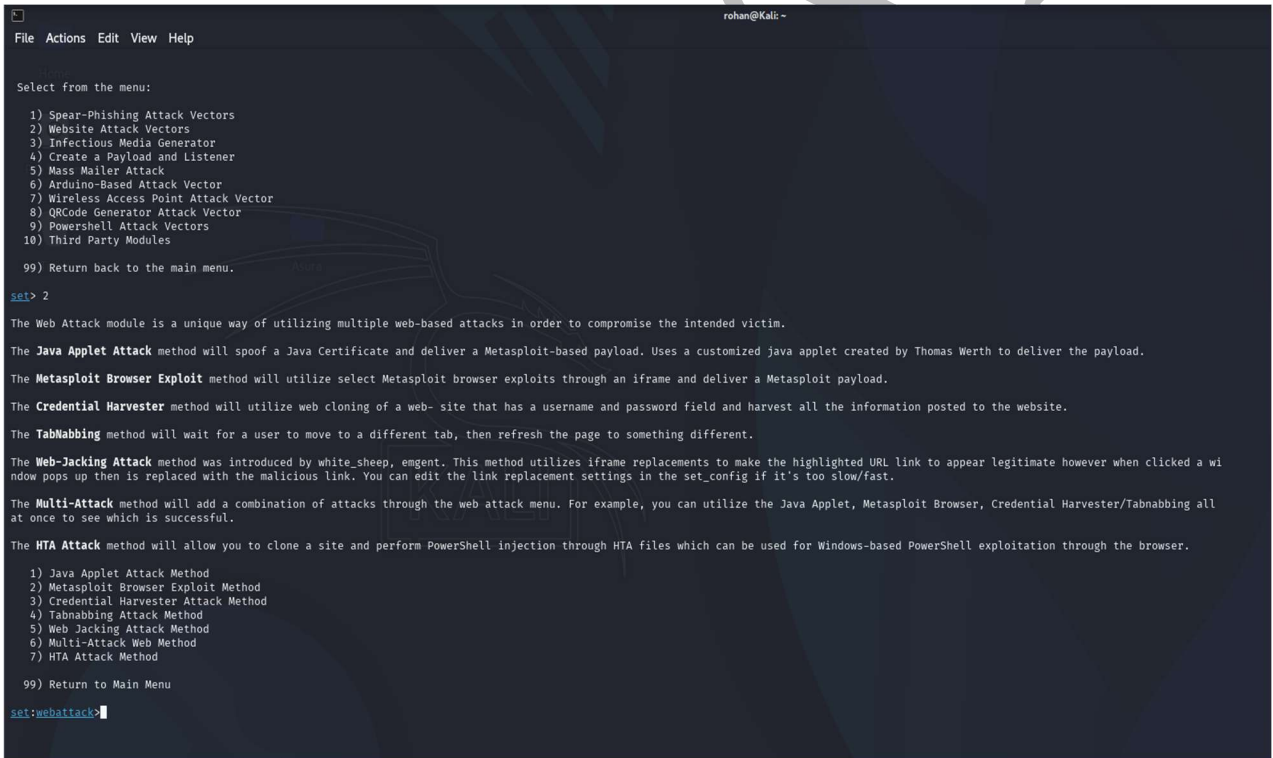 rohan@Kali: ~
File Actions Edit View Help
Select from the menu:
1) Spear-Phishing Attack Vectors
2) Website Attack Vectors
3) Infectious Media Generator
4) Create a Payload and Listener
5) Mass Mailer Attack
6) Arduino-Based Attack Vector
7) Wireless Access Point Attack Vector
8) QRCode Generator Attack Vector
9) Powershell Attack Vectors
10) Third Party Modules
99) Return back to the main menu.
set> 2
The Web Attack module is a unique way of utilizing multiple web-based attacks in order to compromise the intended victim.
The Java Applet Attack method will spoof a Java Certificate and deliver a Metasploit-based payload. Uses a customized java applet created by Thomas Werth to deliver the payload.
The Metasploit Browser Exploit method will utilize select Metasploit browser exploits through an iframe and deliver a Metasploit payload.
The Credential Harvester method will utilize web cloning of a web- site that has a username and password field and harvest all the information posted to the website.
The TabNabbing method will wait for a user to move to a different tab, then refresh the page to something different.
The Web-Jacking Attack method was introduced by white_sheep, emgent. This method utilizes iframe replacements to make the highlighted URL link to appear legitimate however when clicked a wi
ndow pops up then is replaced with the malicious link. You can edit the link replacement settings in the set_config if it's too slow/fast.
The Multi-Attack method will add a combination of attacks through the web attack menu. For example, you can utilize the Java Applet, Metasploit Browser, Credential Harvester/Tabnabbing all
at once to see which is successful.
The HTA Attack method will allow you to clone a site and perform PowerShell injection through HTA files which can be used for Windows-based PowerShell exploitation through the browser.
1) Java Applet Attack Method
2) Metasploit Browser Exploit Method
3) Credential Harvester Attack Method
4) Tabnabbing Attack Method
5) Web Jacking Attack Method
6) Multi-Attack Web Method
7) HTA Attack Method
99) Return to Main Menu
set:webattack>